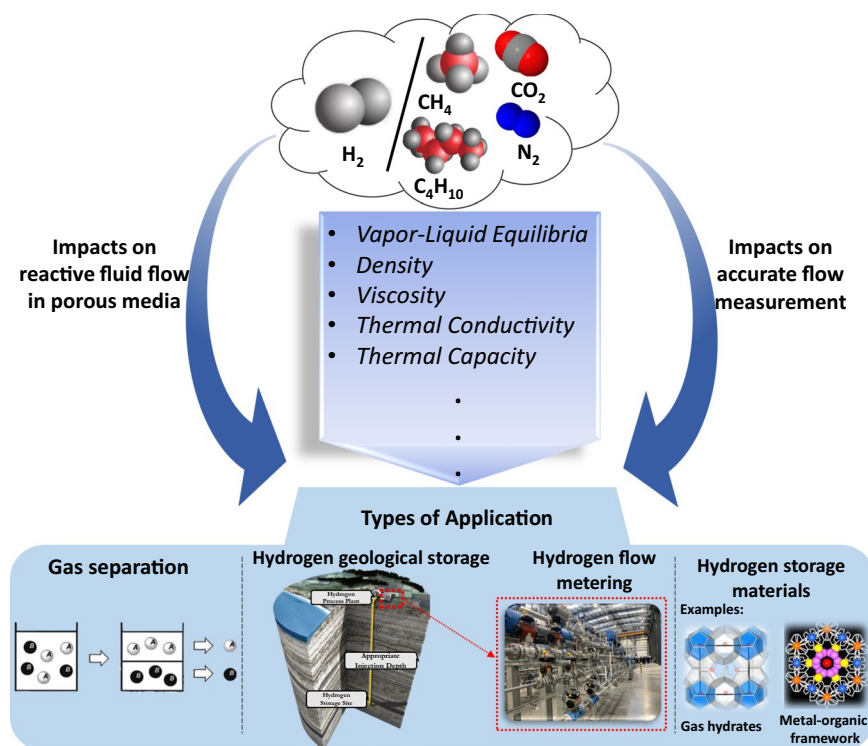 H₂
CH₄
CO₂
C₄H₁₀
N₂
Impacts on
reactive fluid flow
in porous media
• Vapor-Liquid Equilibria
• Density
• Viscosity
• Thermal Conductivity
• Thermal Capacity
.
.
.
Impacts on
accurate flow
measurement
Types of Application
Gas separation
B
A
A
B
A
B
A
A
A
B
B
B
A
B
Hydrogen geological storage
Hydrogen
Process Plant
Appropriate
Injection Depth
Hydrogen
Storage Site
Hydrogen flow
metering
Hydrogen storage
materials
Examples:
Gas hydrates
Metal-organic
framework